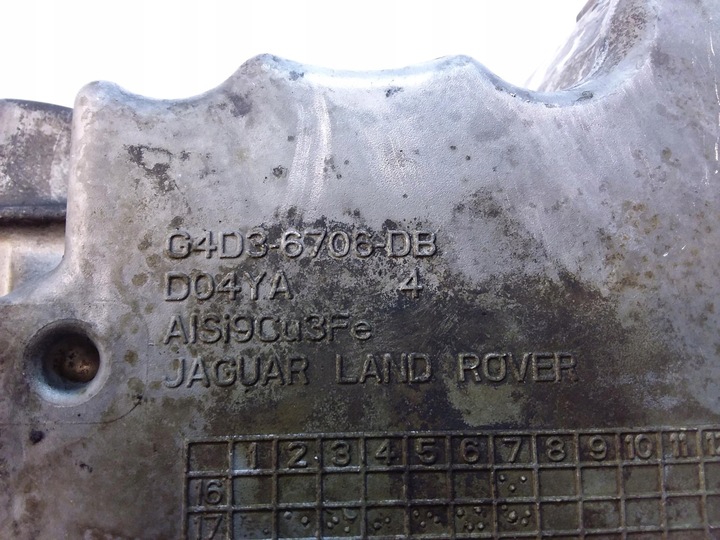 G4D3-6706-DB
D04YA 4
AlSi9Cu3Fe
JAGUAR LAND ROVER
1 2 3 4 5 6 7 8 9 10 11
16
17